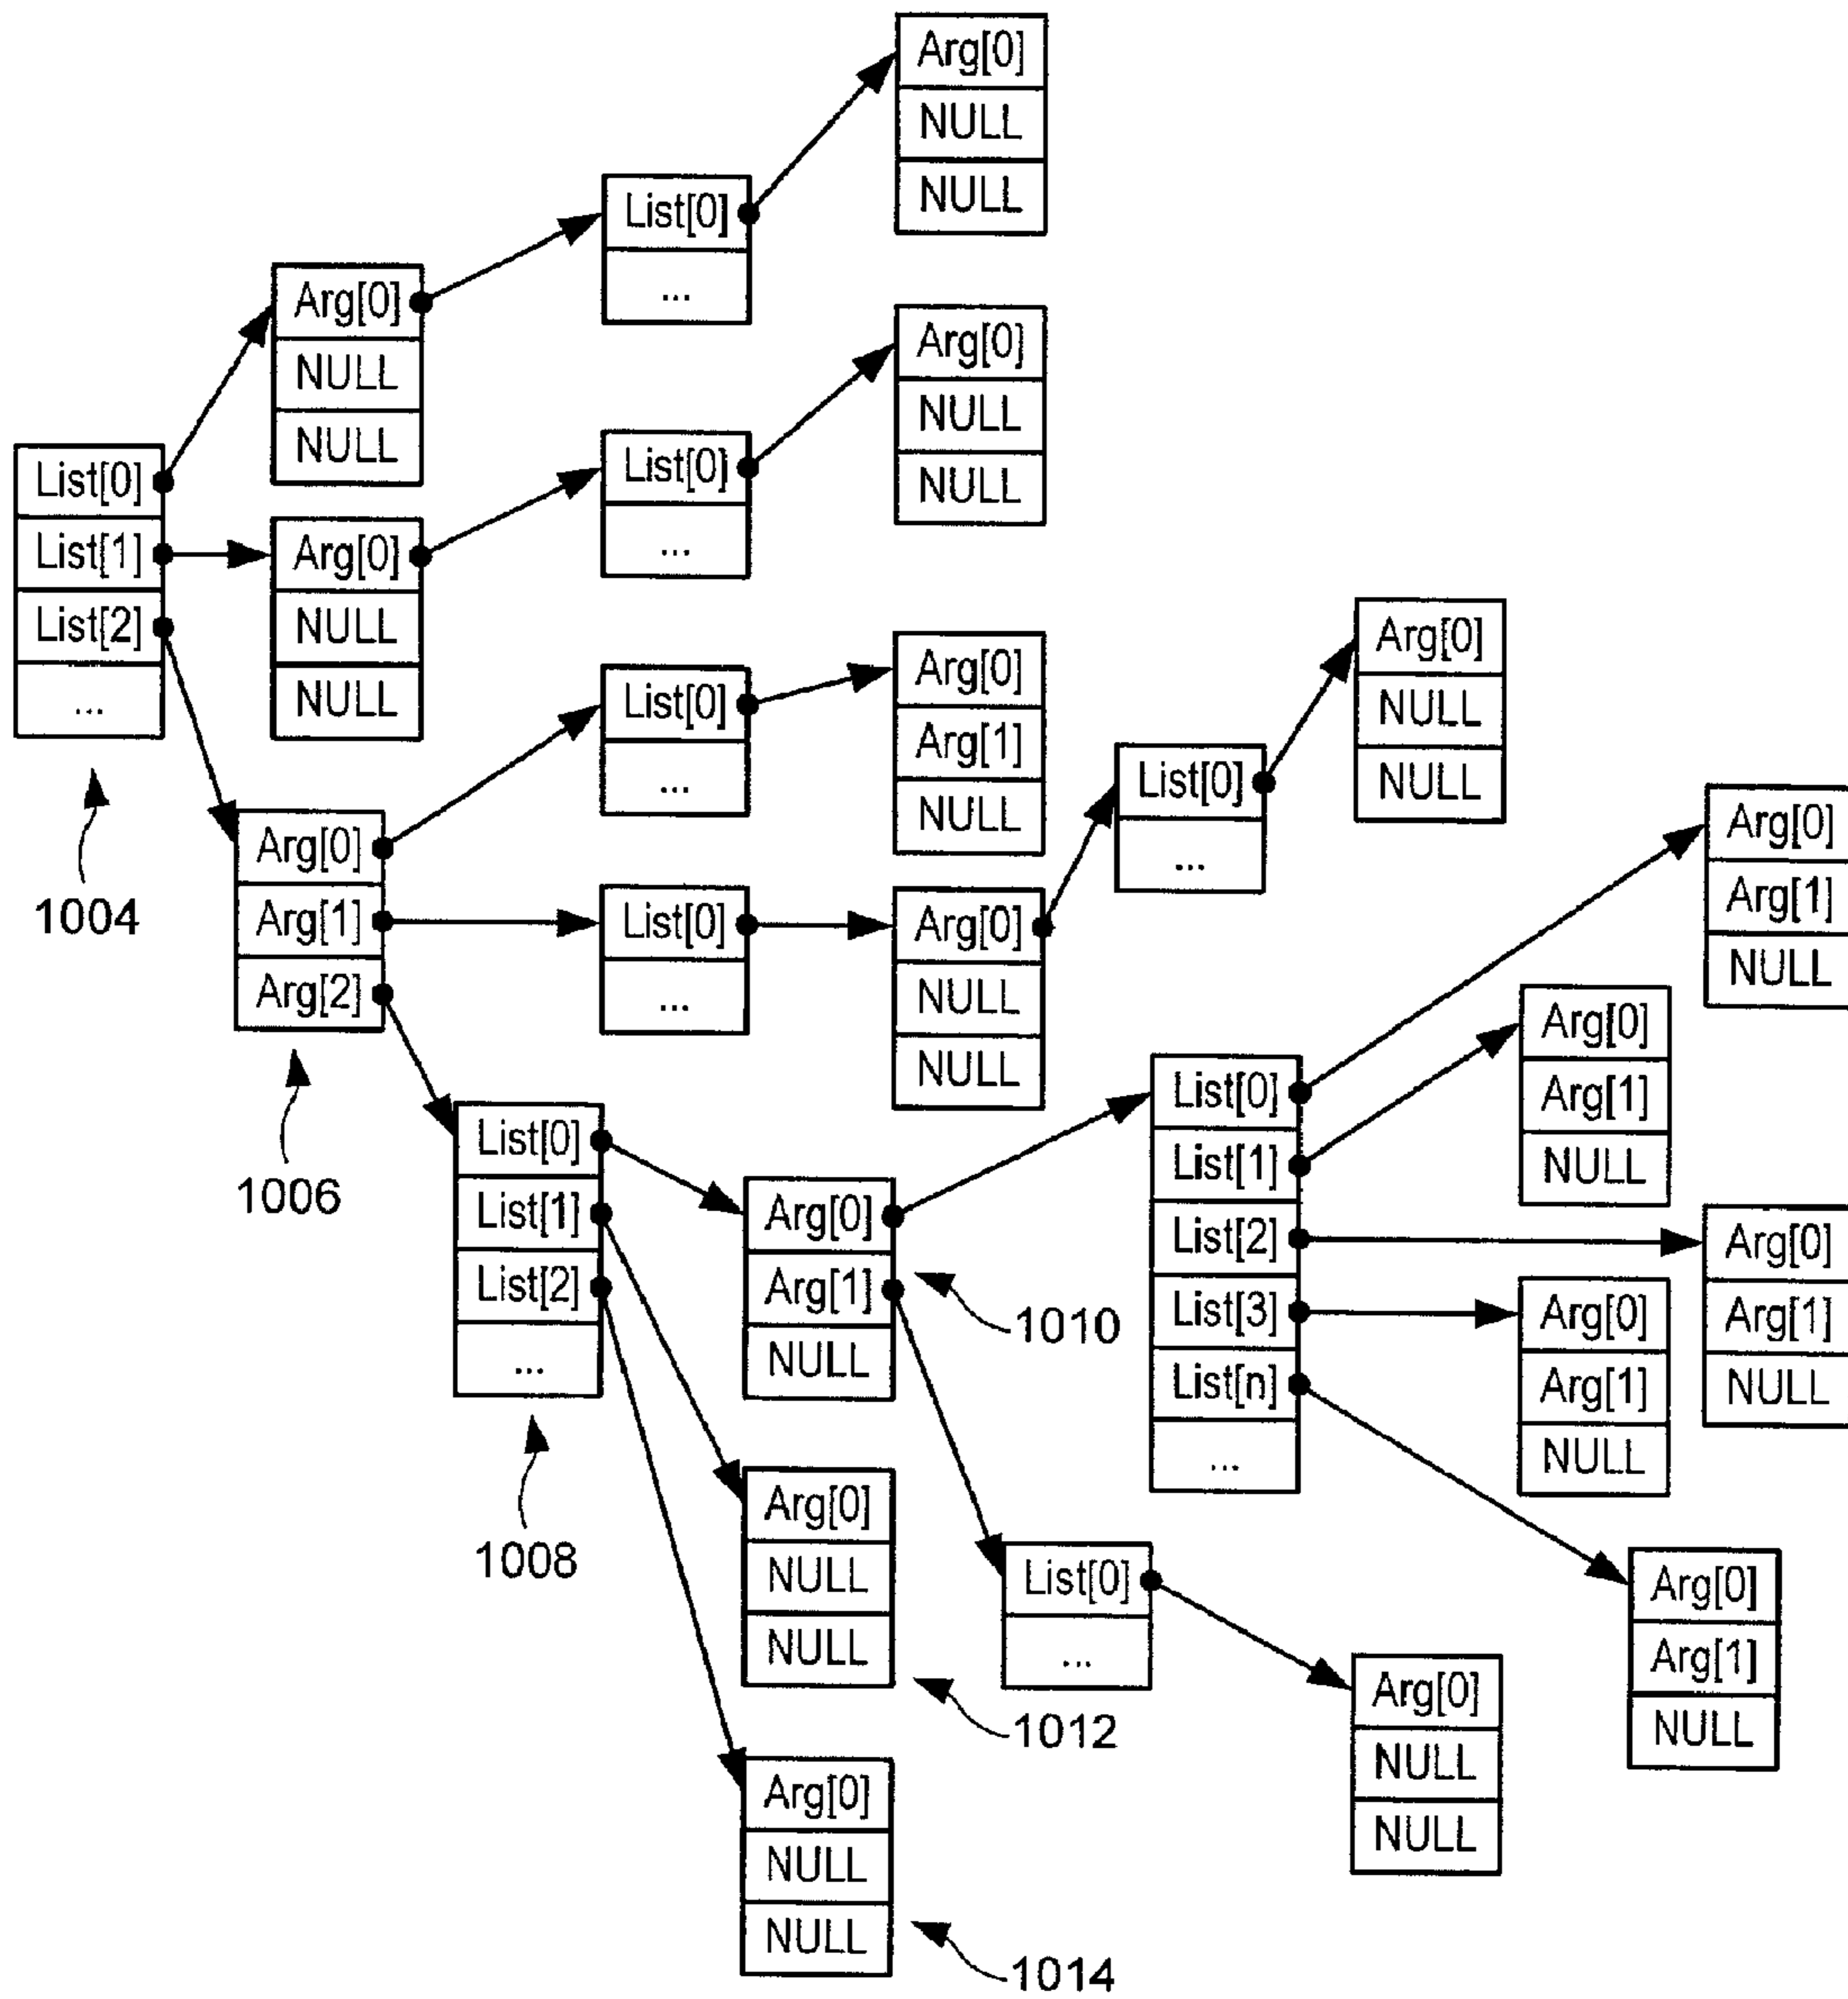 Arg[0]
NULL
NULL
List[0]
...
Arg[0]
NULL
NULL
Arg[0]
NULL
NULL
List[0]
...
List[0]
List[1]
List[2]
...
1004
Arg[0]
NULL
NULL
List[0]
...
Arg[0]
Arg[1]
NULL
Arg[0]
NULL
NULL
List[0]
...
Arg[0]
Arg[1]
Arg[2]
1006
List[0]
...
Arg[0]
NULL
NULL
Arg[0]
Arg[1]
NULL
Arg[0]
Arg[1]
NULL
List[0]
List[1]
List[2]
List[3]
List[n]
...
List[0]
List[1]
List[2]
...
1008
Arg[0]
Arg[1]
NULL
1010
Arg[0]
Arg[1]
NULL
Arg[0]
Arg[1]
NULL
Arg[0]
NULL
NULL
1012
List[0]
...
Arg[0]
Arg[1]
NULL
Arg[0]
NULL
NULL
Arg[0]
NULL
NULL
1014